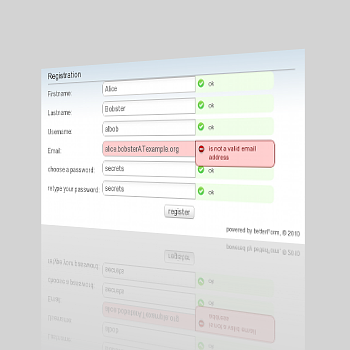 Registration
Firstname: Alice ok
Lastname: Bobster ok
Username: albob ok
Email: alice.bobsterATexample.org is not a valid email
address
choose a password: secrets ok
retype your password: secrets ok
register
powered by betterForm, © 2010